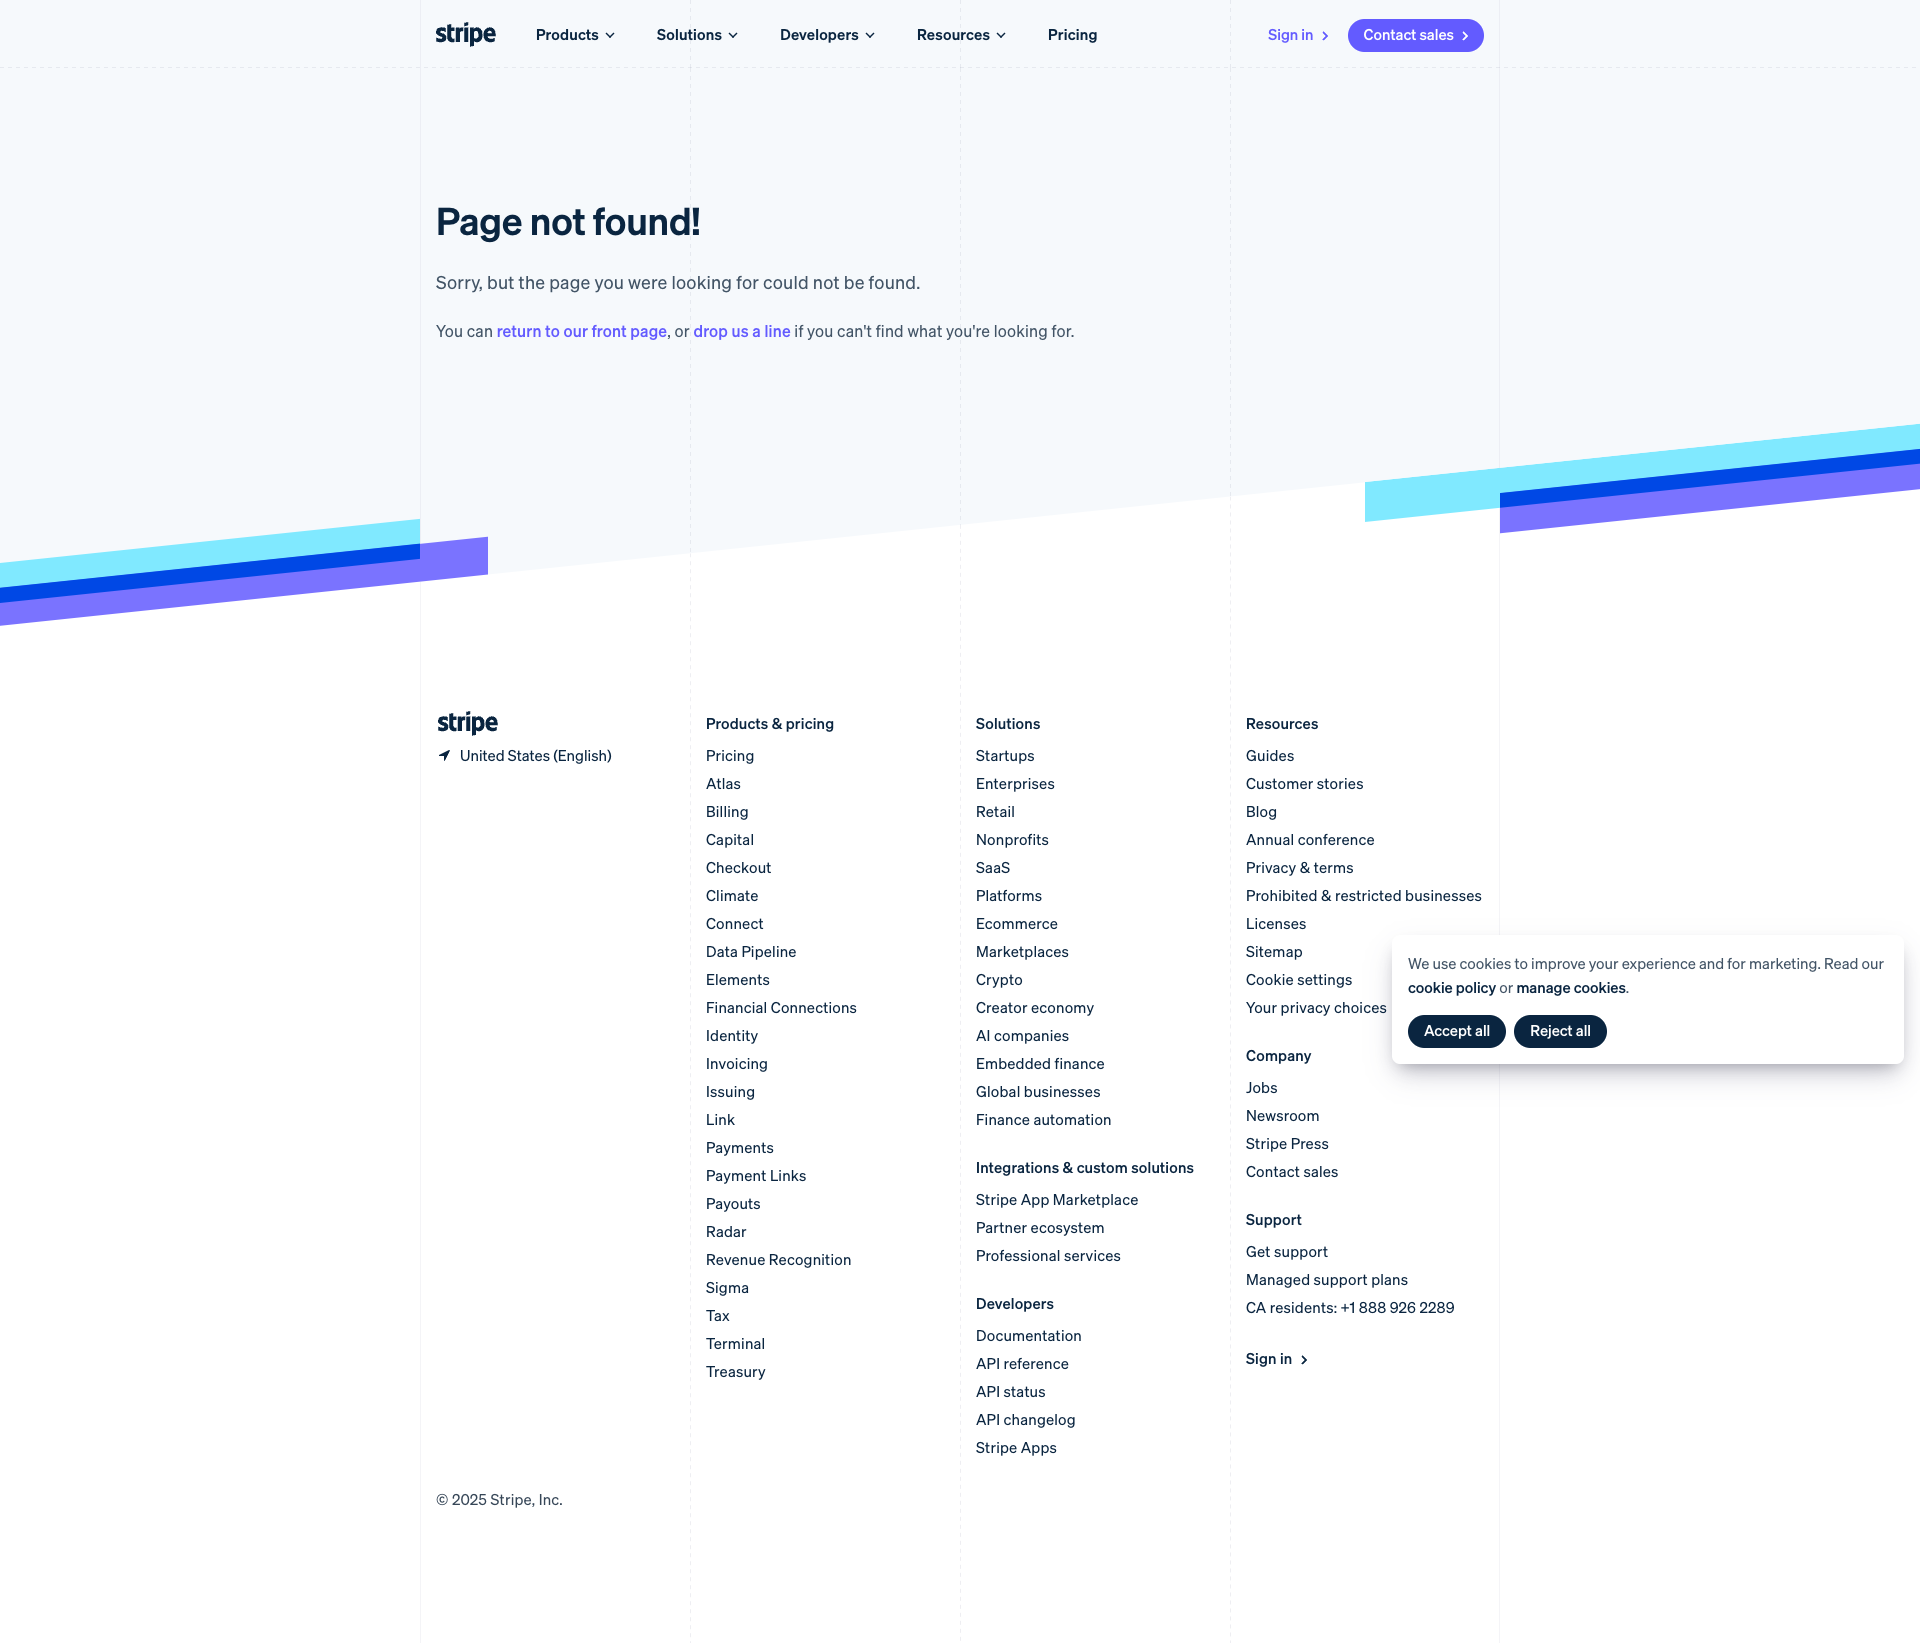 stripe
Products
Solutions
Developers
Resources
Pricing
Sign in
Contact sales
Page not found!
Sorry, but the page you were looking for could not be found.
You can return to our front page, or drop us a line if you can't find what you're looking for.
stripe
United States (English)
Products & pricing
Pricing
Atlas
Billing
Capital
Checkout
Climate
Connect
Data Pipeline
Elements
Financial Connections
Identity
Invoicing
Issuing
Link
Payments
Payment Links
Payouts
Radar
Revenue Recognition
Sigma
Tax
Terminal
Treasury
Solutions
Startups
Enterprises
Retail
Nonprofits
SaaS
Platforms
Ecommerce
Marketplaces
Crypto
Creator economy
AI companies
Embedded finance
Global businesses
Finance automation
Integrations & custom solutions
Stripe App Marketplace
Partner ecosystem
Professional services
Developers
Documentation
API reference
API status
API changelog
Stripe Apps
Resources
Guides
Customer stories
Blog
Annual conference
Privacy & terms
Prohibited & restricted businesses
Licenses
Sitemap
Cookie settings
Your privacy choices
Company
Jobs
Newsroom
Stripe Press
Contact sales
Support
Get support
Managed support plans
CA residents: +1 888 926 2289
Sign in
We use cookies to improve your experience and for marketing. Read our
cookie policy or manage cookies.
Accept all
Reject all
© 2025 Stripe, Inc.